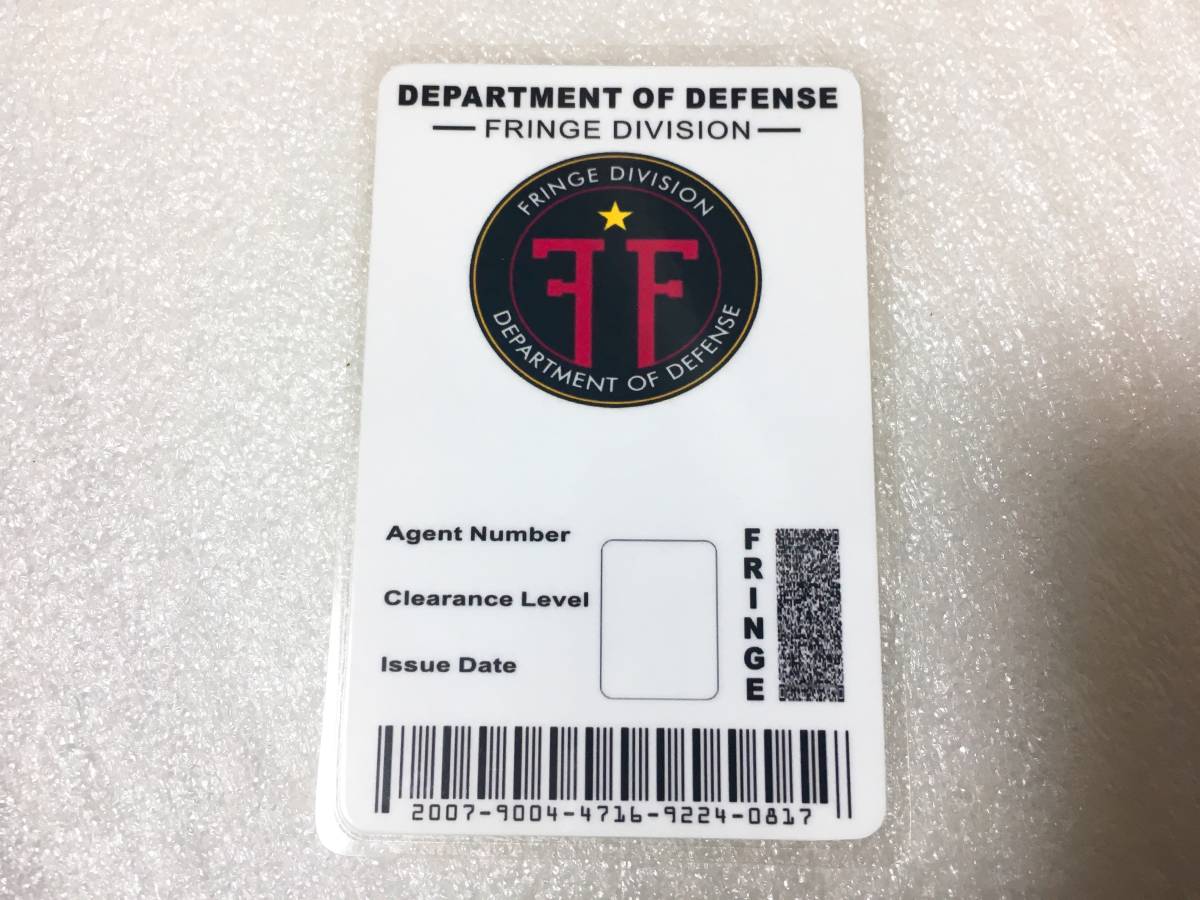 DEPARTMENT OF DEFENSE
FRINGE DIVISION
FRINGE DIVISION
FF
DEPARTMENT OF DEFENSE
Agent Number
Clearance Level
Issue Date
FRINGE
2007-9004-4716-9224-0817